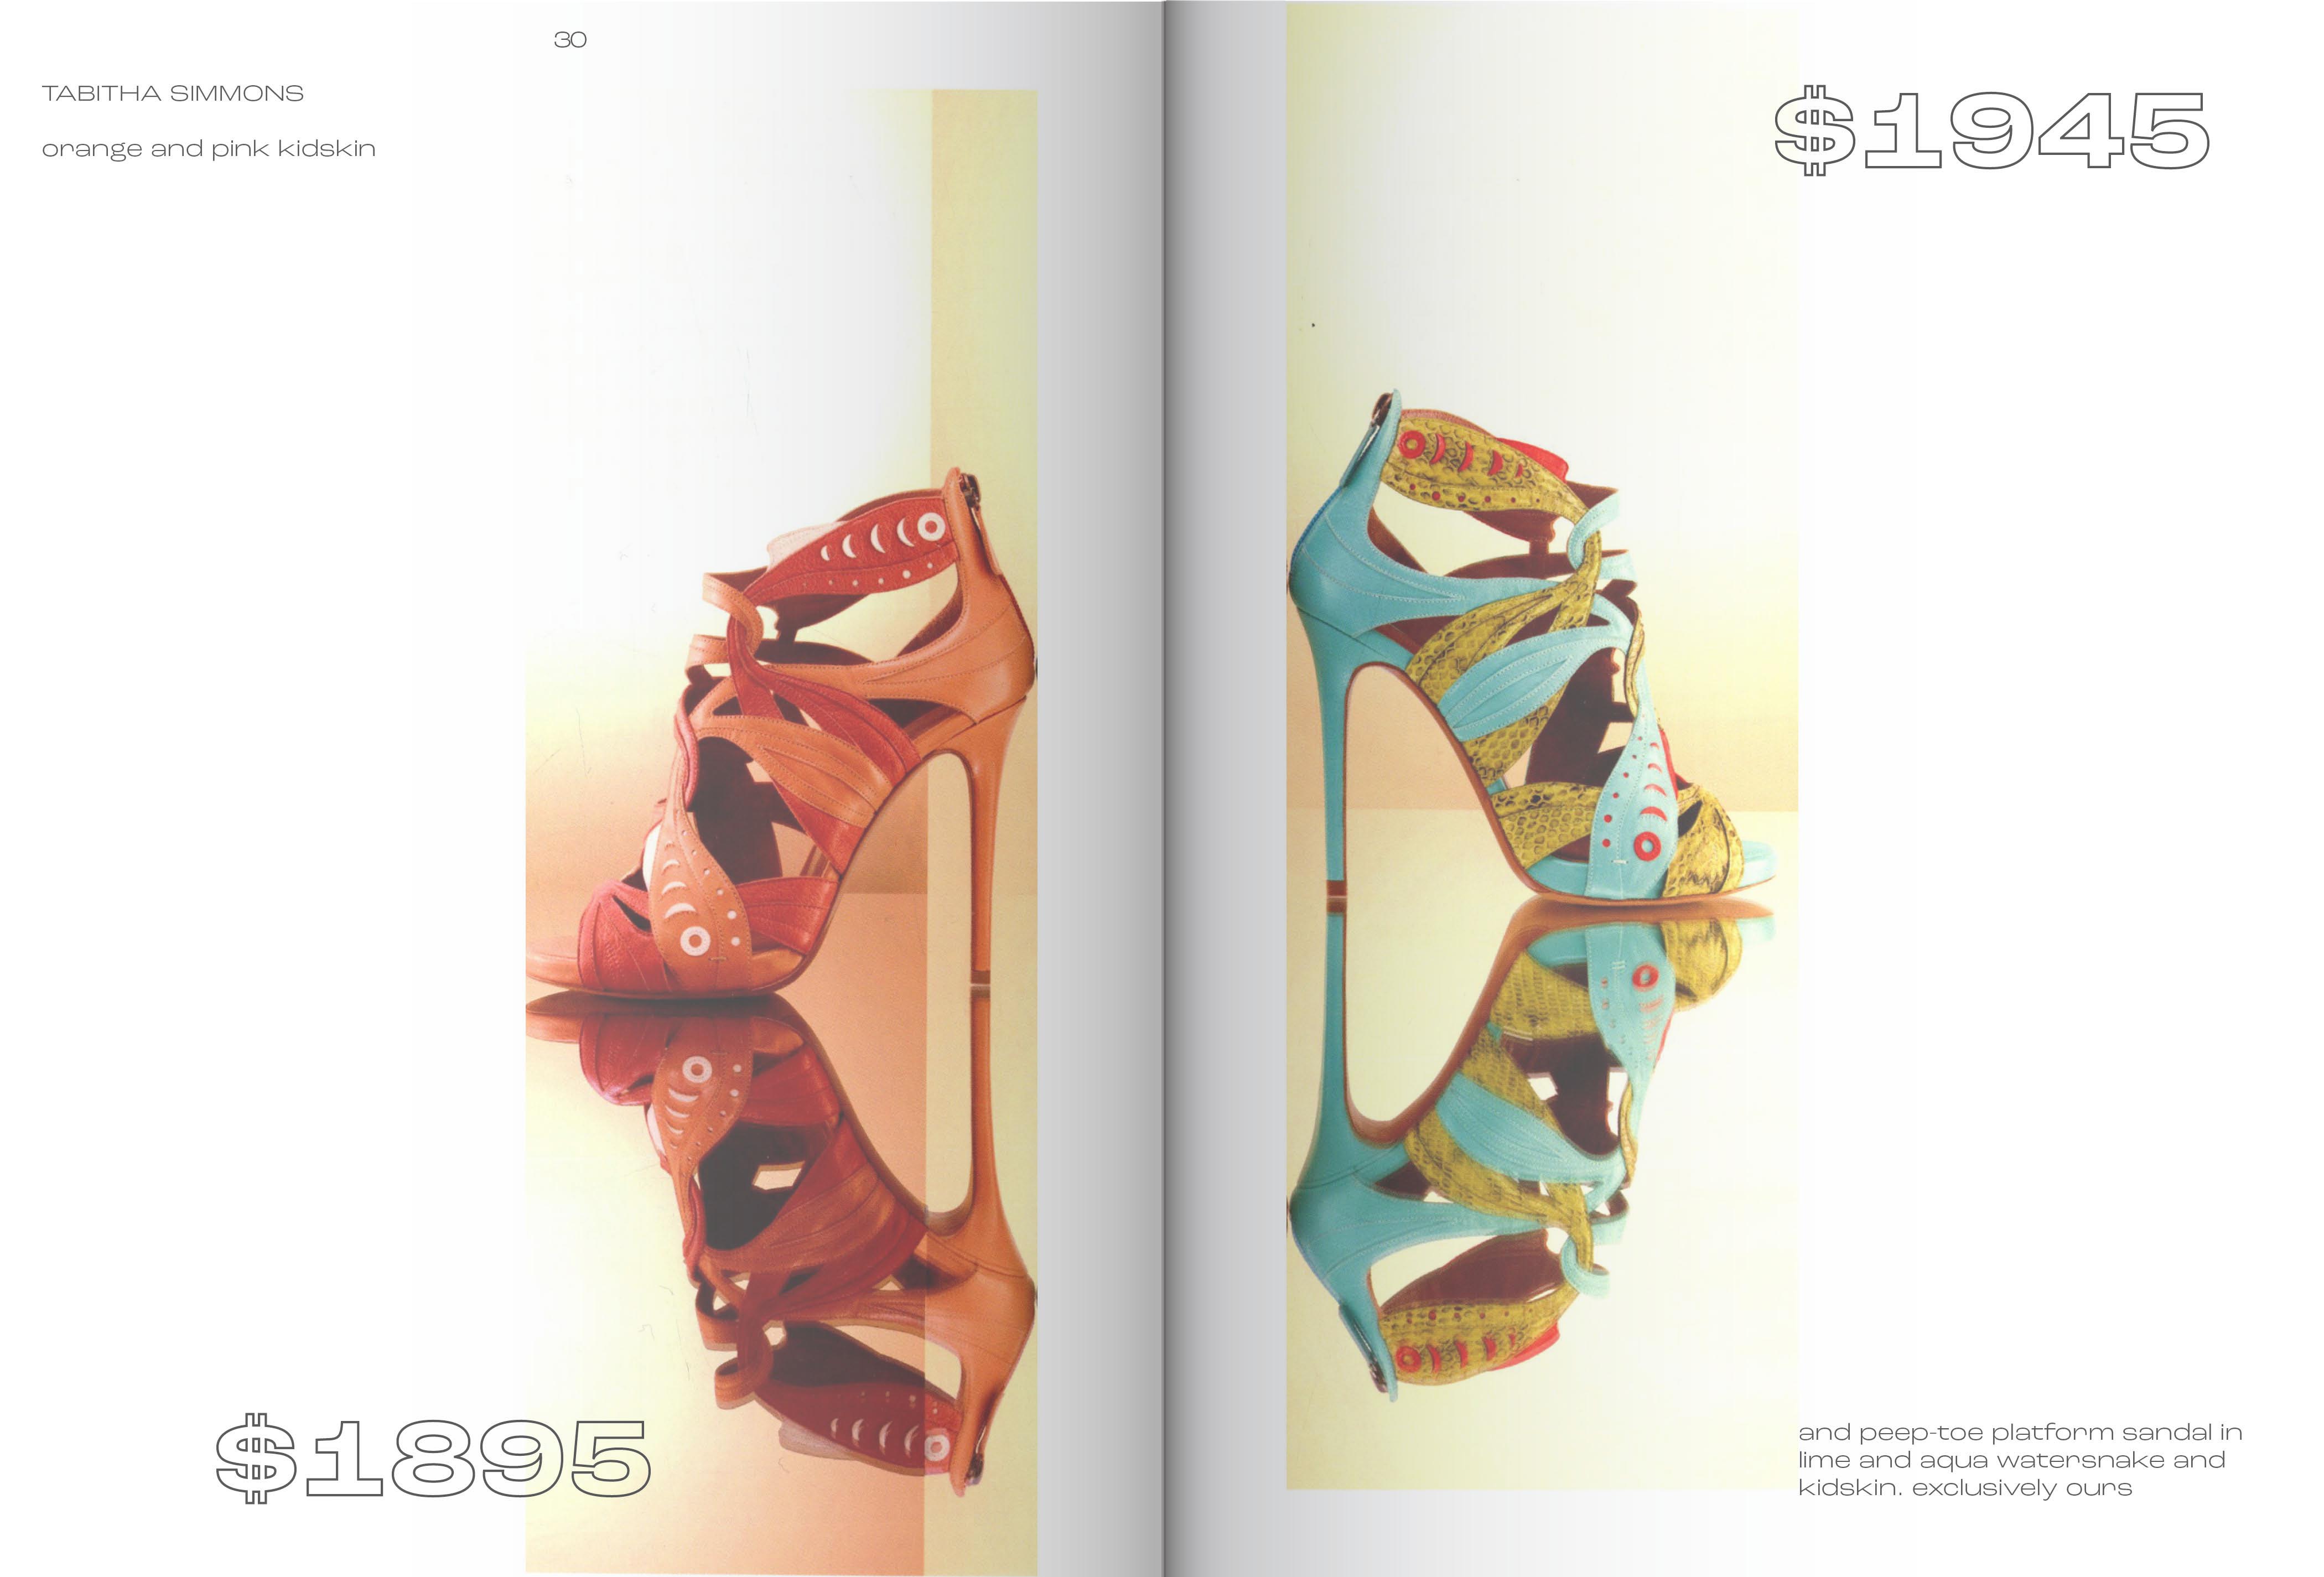 30
TABITHA SIMMONS
orange and pink kidskin
$1895
$1945
and peep-toe platform sandal in
lime and aqua watersnake and
kidskin. exclusively ours